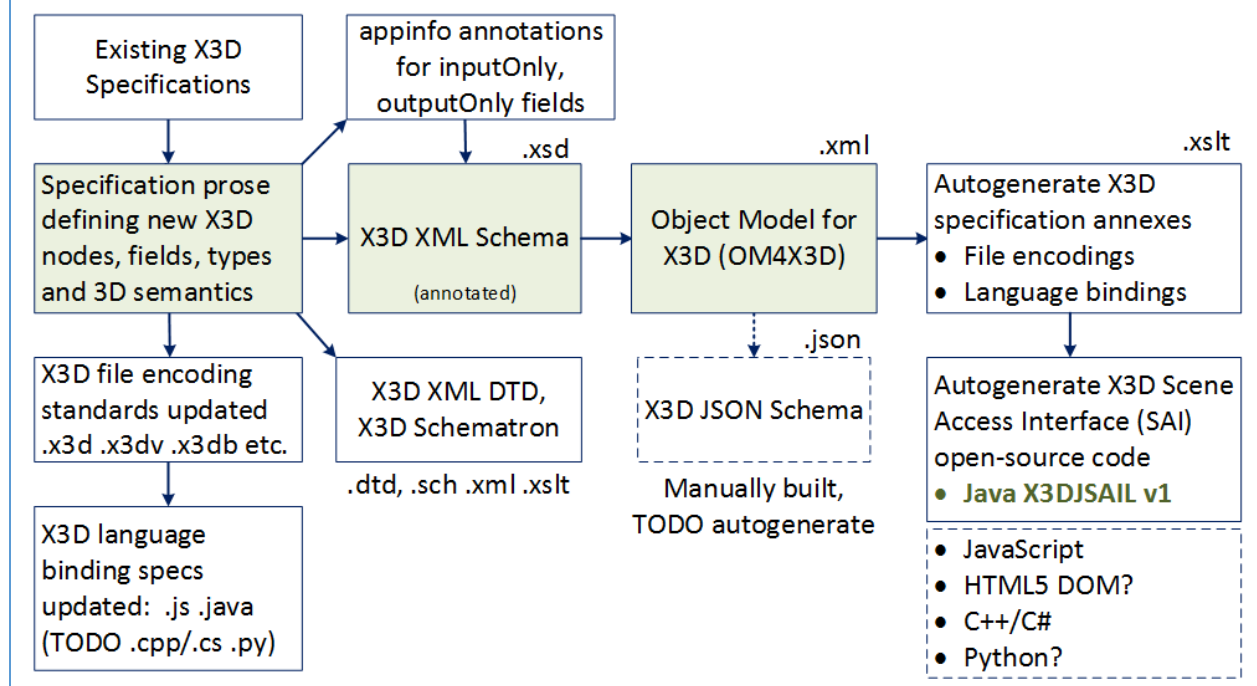 Existing X3D
Specifications
appinfo annotations
for inputOnly,
outputOnly fields
.xsd
.xml
.xslt
Specification prose
defining new X3D
nodes, fields, types
and 3D semantics
X3D XML Schema
(annotated)
Object Model for
X3D (OM4X3D)
Autogenerate X3D
specification annexes
• File encodings
• Language bindings
X3D file encoding
standards updated
.x3d .x3dv .x3db etc.
X3D XML DTD,
X3D Schematron
.dtd, .sch .xml .xslt
.json
X3D JSON Schema
Manually built,
TODO autogenerate
Autogenerate X3D Scene
Access Interface (SAI)
open-source code
• Java X3DJSAIL v1
X3D language
binding specs
updated: .js .java
(TODO .cpp/.cs .py)
• JavaScript
• HTML5 DOM?
• C++/C#
• Python?